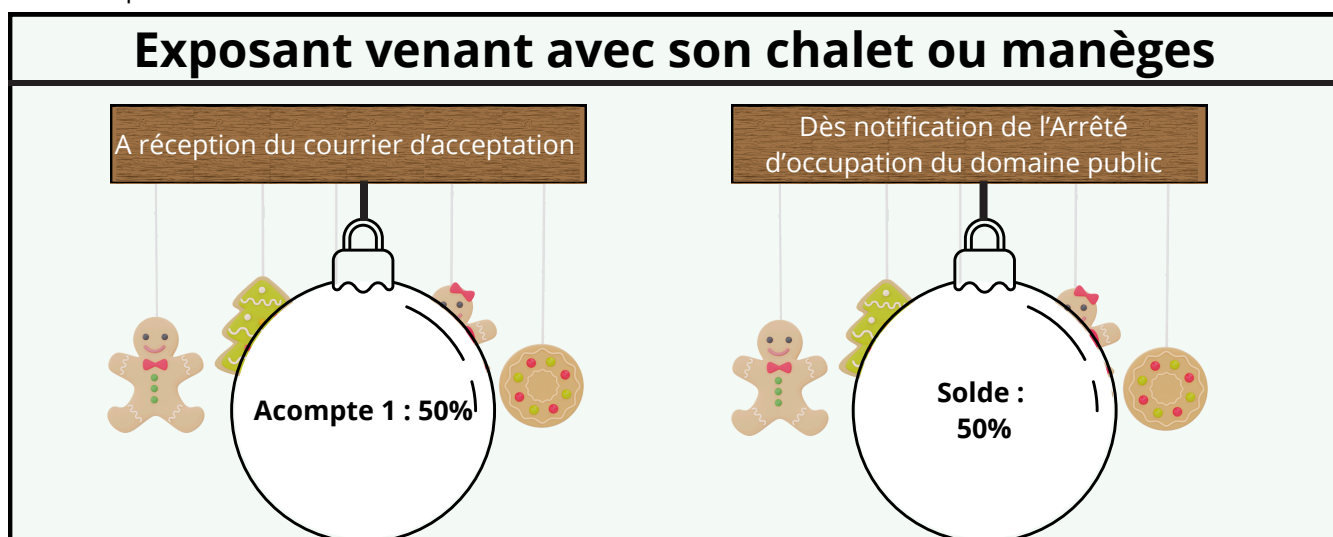 Exposant venant avec son chalet ou manèges
A réception du courrier d'acceptation
Dès notification de l'Arrêté
d'occupation du domaine public
Acompte 1 : 50%
Solde :
50%